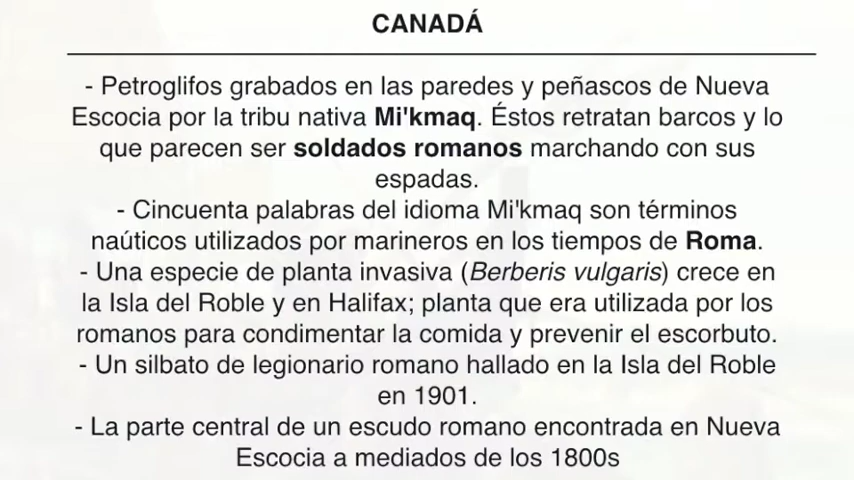 CANADÁ
- Petroglifos grabados en las paredes y peñascos de Nueva
Escocia por la tribu nativa Mi'kmaq. Éstos retratan barcos y lo
que parecen ser soldados romanos marchando con sus
espadas.
- Cincuenta palabras del idioma Mi'kmaq son términos
naúticos utilizados por marineros en los tiempos de Roma.
- Una especie de planta invasiva (Berberis vulgaris) crece en
la Isla del Roble y en Halifax; planta que era utilizada por los
romanos para condimentar la comida y prevenir el escorbuto.
- Un silbato de legionario romano hallado en la Isla del Roble
en 1901.
- La parte central de un escudo romano encontrada en Nueva
Escocia a mediados de los 1800s